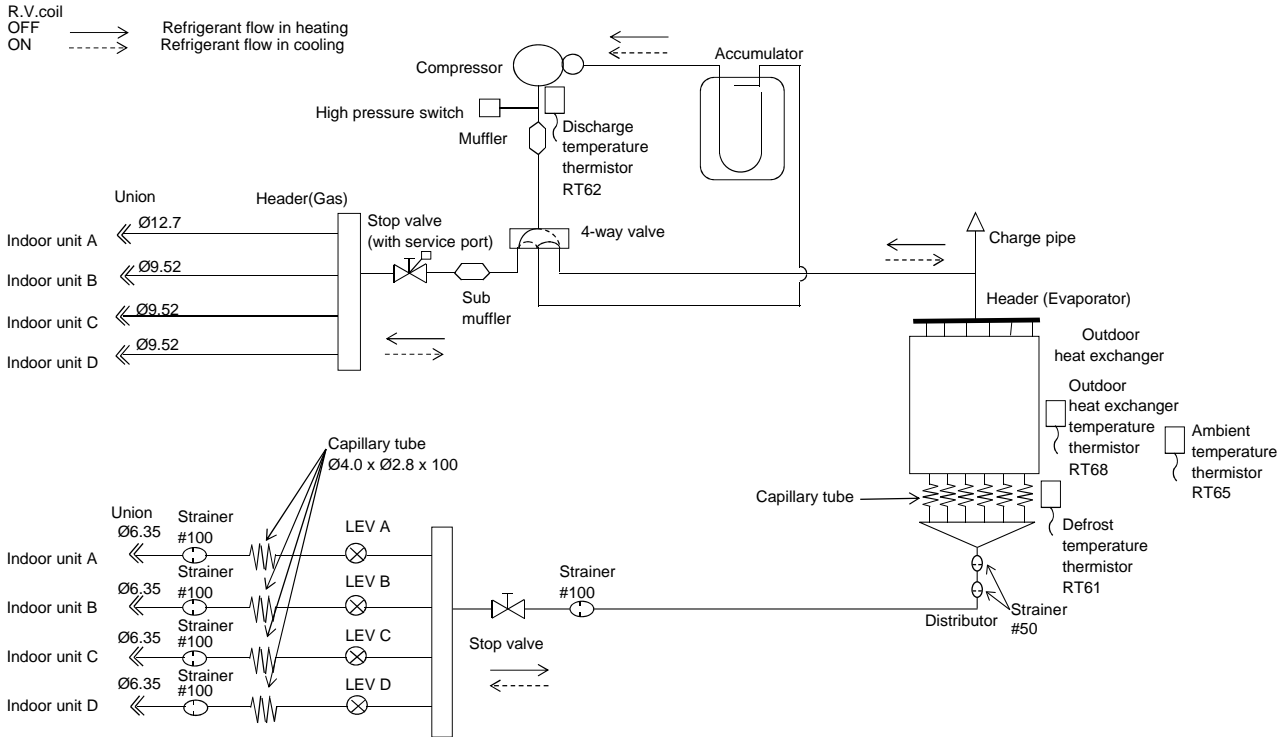 R.V.coil
OFF Refrigerant flow in heating
ON Refrigerant flow in cooling
Compressor
Accumulator
High pressure switch
Muffler
Discharge
temperature
thermistor
RT62
Union
Header(Gas)
Stop valve
(with service port)
4-way valve
Sub
muffler
Charge pipe
Ø12.7
Indoor unit A
Ø9.52
Indoor unit B
Ø9.52
Indoor unit C
Ø9.52
Indoor unit D
Header (Evaporator)
Outdoor
heat exchanger
Outdoor
heat exchanger
temperature
thermistor
RT68
Ambient
temperature
thermistor
RT65
Capillary tube
Defrost
temperature
thermistor
RT61
Capillary tube
Ø4.0 x Ø2.8 x 100
Union
Ø6.35
Strainer
#100
LEV A
Indoor unit A
Ø6.35
Strainer
#100
LEV B
Indoor unit B
Ø6.35
Strainer
#100
LEV C
Indoor unit C
Ø6.35
Strainer
#100
LEV D
Indoor unit D
Stop valve
Strainer
#100
Distributor
Strainer
#50